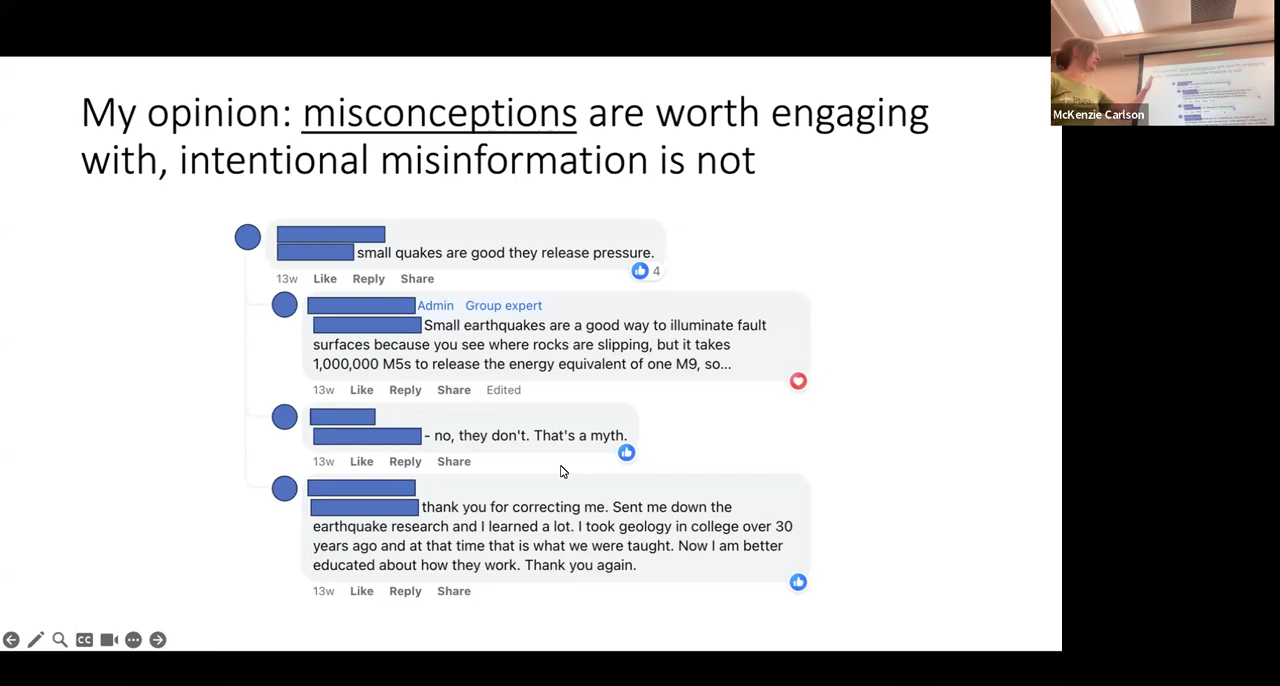 My opinion: misconceptions are worth engaging
with, intentional misinformation is not
McKenzie Carlson
small quakes are good they release pressure.
4
13w Like Reply Share
Admin Group expert
Small earthquakes are a good way to illuminate fault
surfaces because you see where rocks are slipping, but it takes
1,000,000 M5s to release the energy equivalent of one M9, so...
13w Like Reply Share Edited
- no, they don't. That's a myth.
13w Like Reply Share
thank you for correcting me. Sent me down the
earthquake research and I learned a lot. I took geology in college over 30
years ago and at that time that is what we were taught. Now I am better
educated about how they work. Thank you again.
13w Like Reply Share
CC